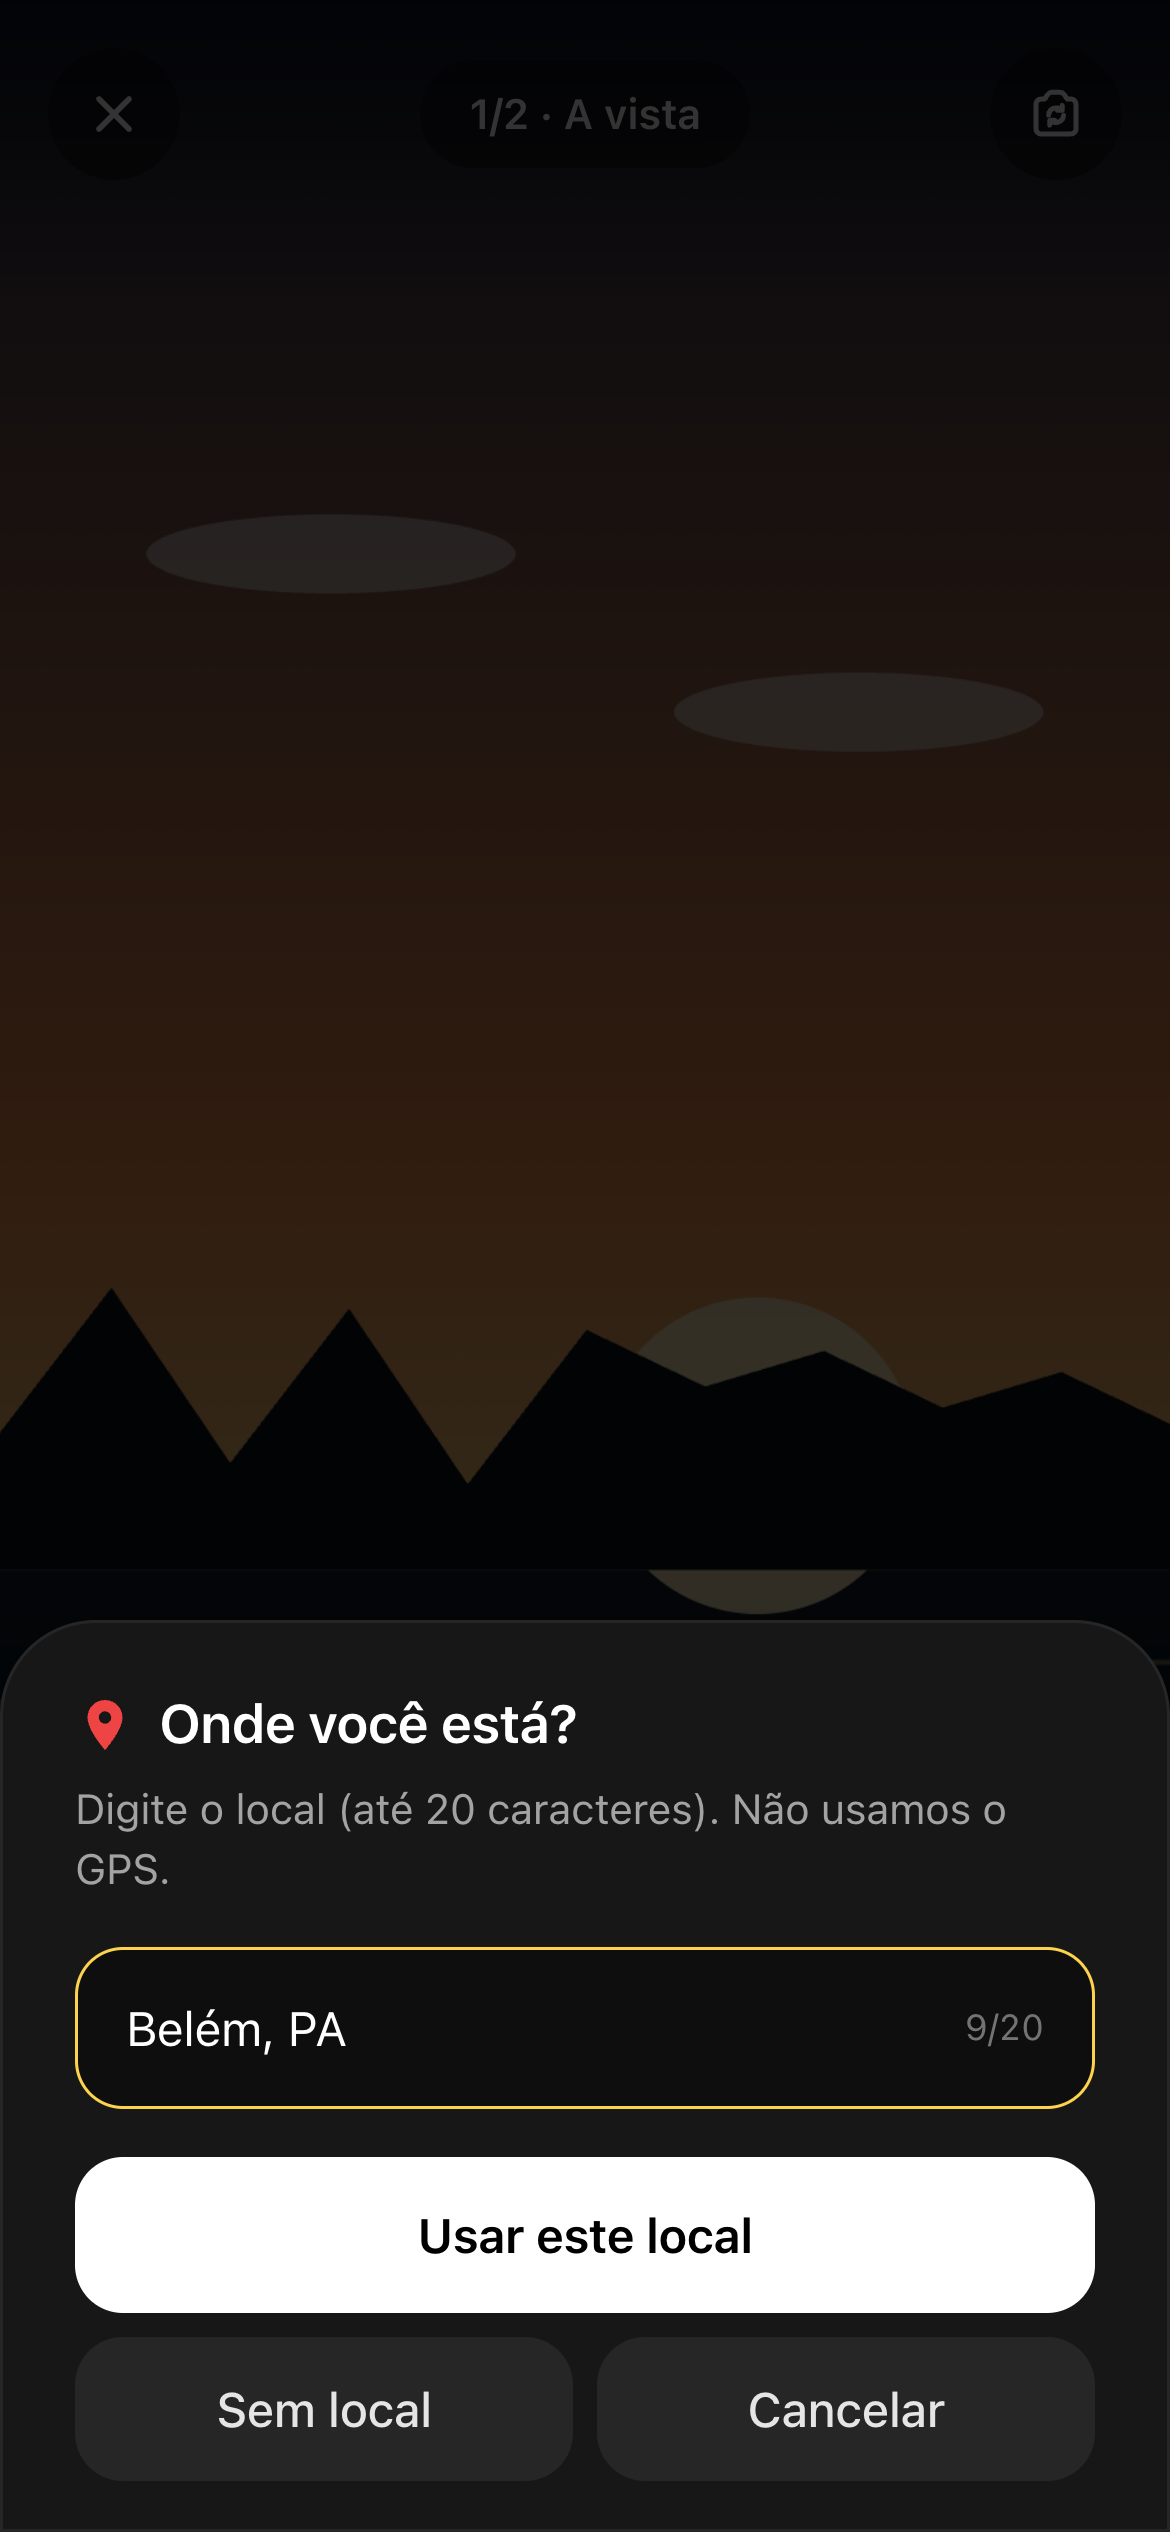 1/2 · A vista
Onde você está?
Digite o local (até 20 caracteres). Não usamos o
GPS.
Belém, PA
9/20
Usar este local
Sem local
Cancelar